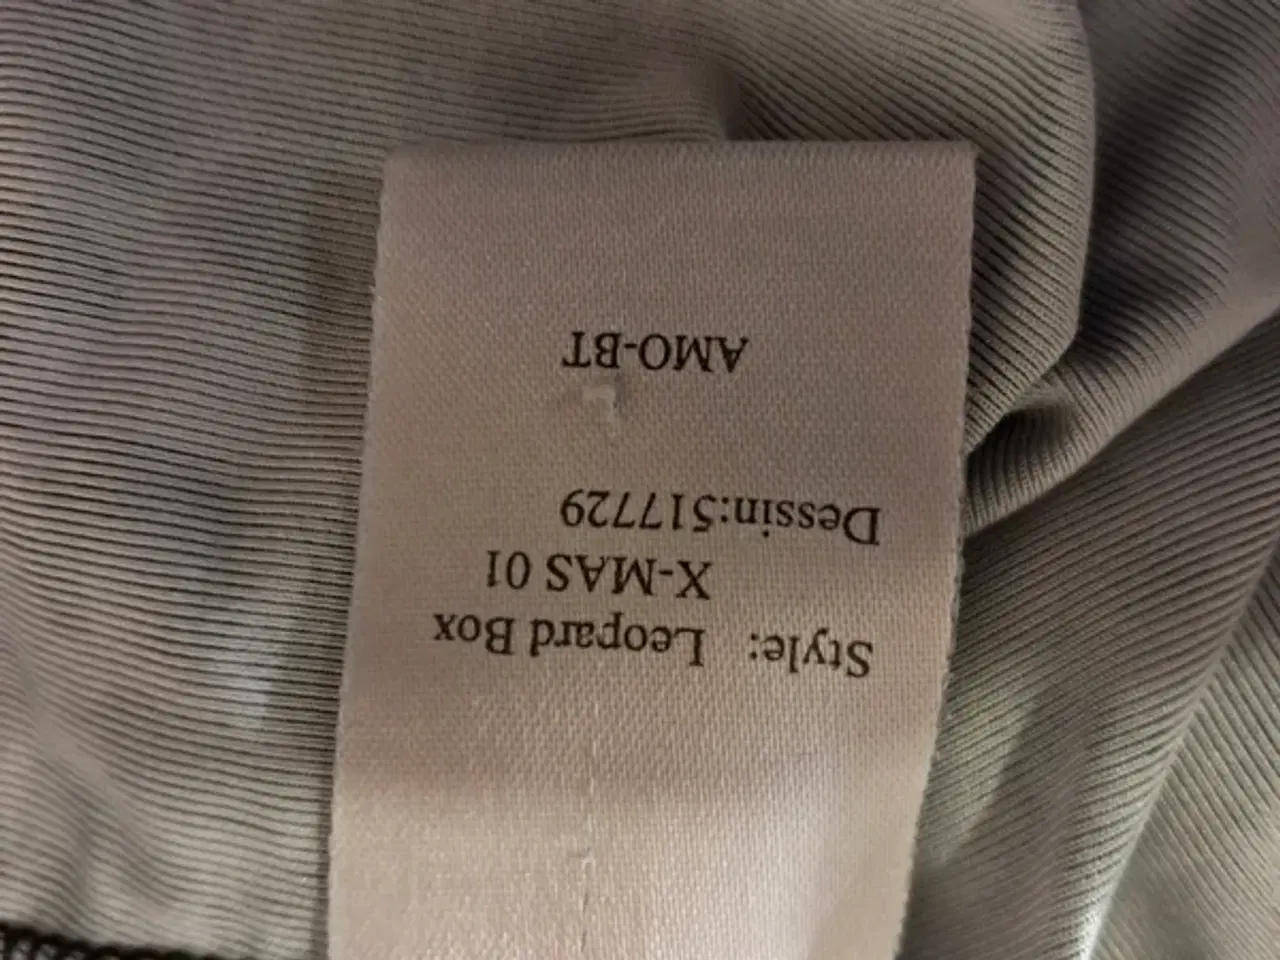 Style: Leopard Box
X-MAS 01
Dessin:517729
AMO-BT